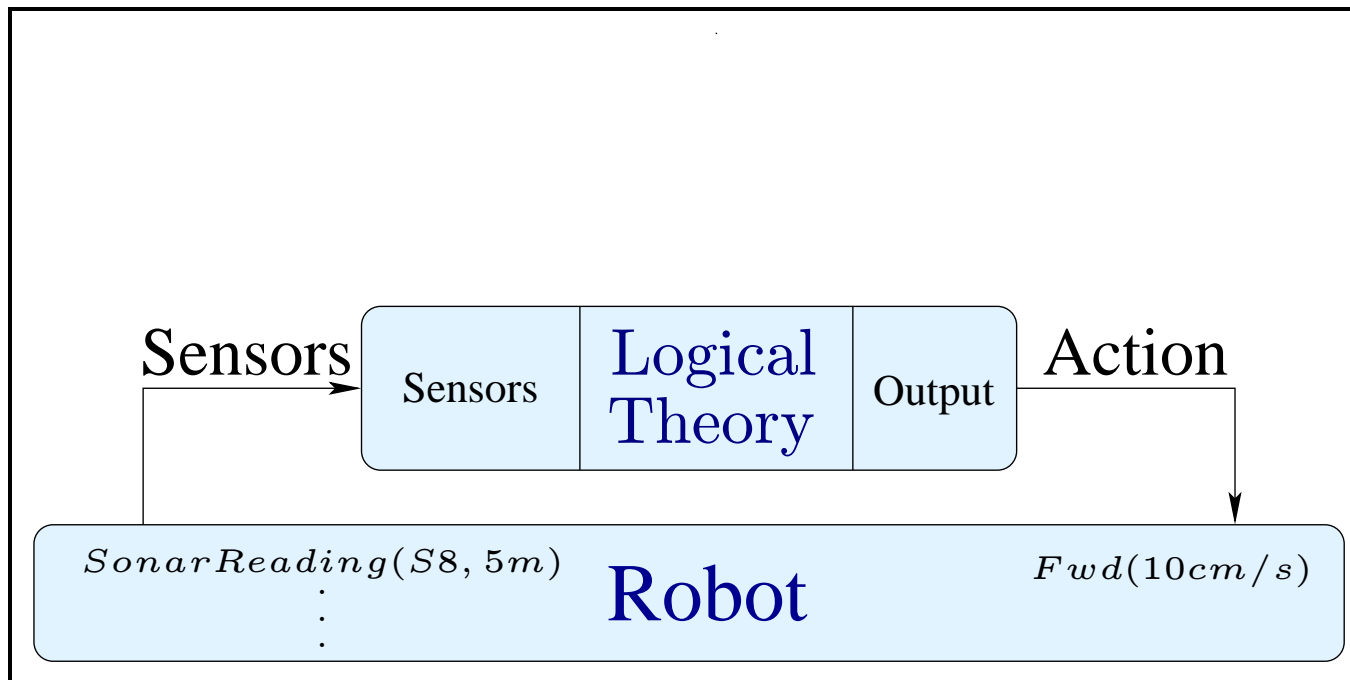 Sensors
Sensors
Logical
Theory
Output
Action
SonarReading(S8, 5m)
.
.
.
Robot
Fwd(10cm/s)